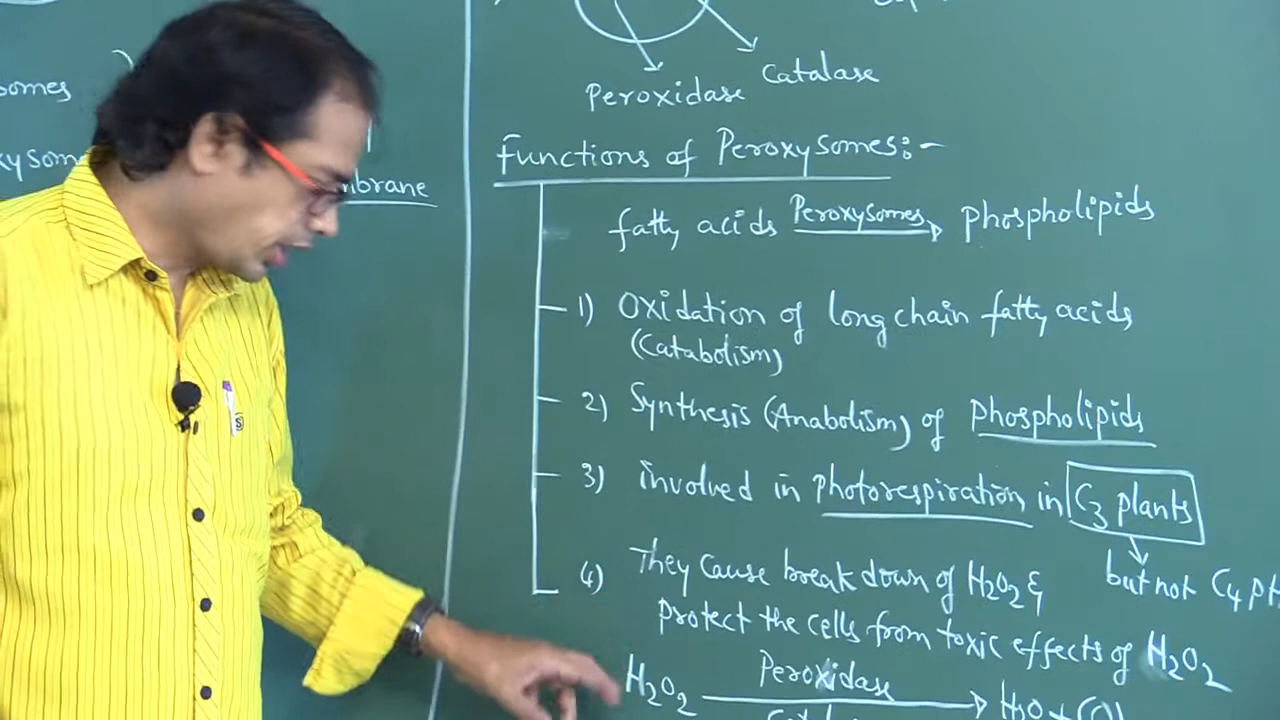 Catalase
Peroxidase
Functions of Peroxysomes:-
fatty acids Peroxysomes → Phospholipids
1) Oxidation of long chain fatty acids
(Catabolism)
2) Synthesis (Anabolism) of Phospholipids
3) involved in photorespiration in C3 plants
but not C4
4) They cause break down of H2O2 &
Protect the cells from toxic effects of H2O2
H2O2 Peroxidase → H2O + (O)